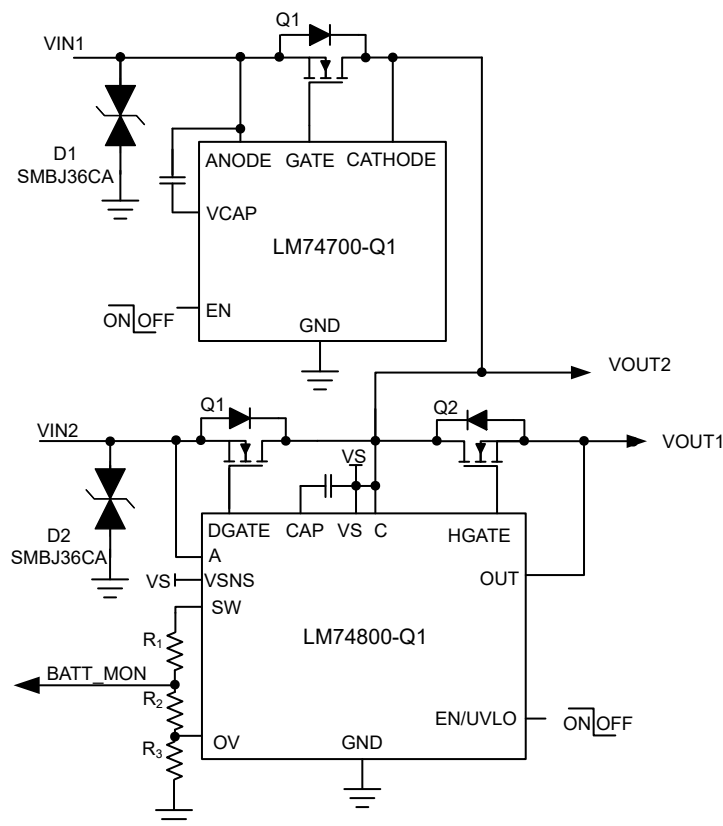 Q1
VIN1
D1
SMBJ36CA
ANODE GATE CATHODE
VCAP
LM74700-Q1
EN
ON OFF
GND
VOUT2
Q1
Q2
VIN2
VOUT1
VS
D2
SMBJ36CA
DGATE CAP VS C HGATE
A
VS VSNS
OUT
SW
R1
LM74800-Q1
BATT_MON
R2
EN/UVLO
ON OFF
R3
OV
GND